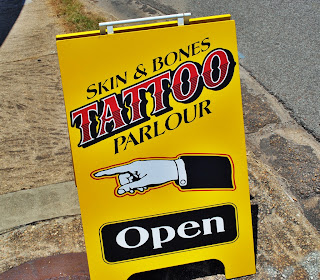 SKIN & BONES
TATTOO
PARLOUR
Open